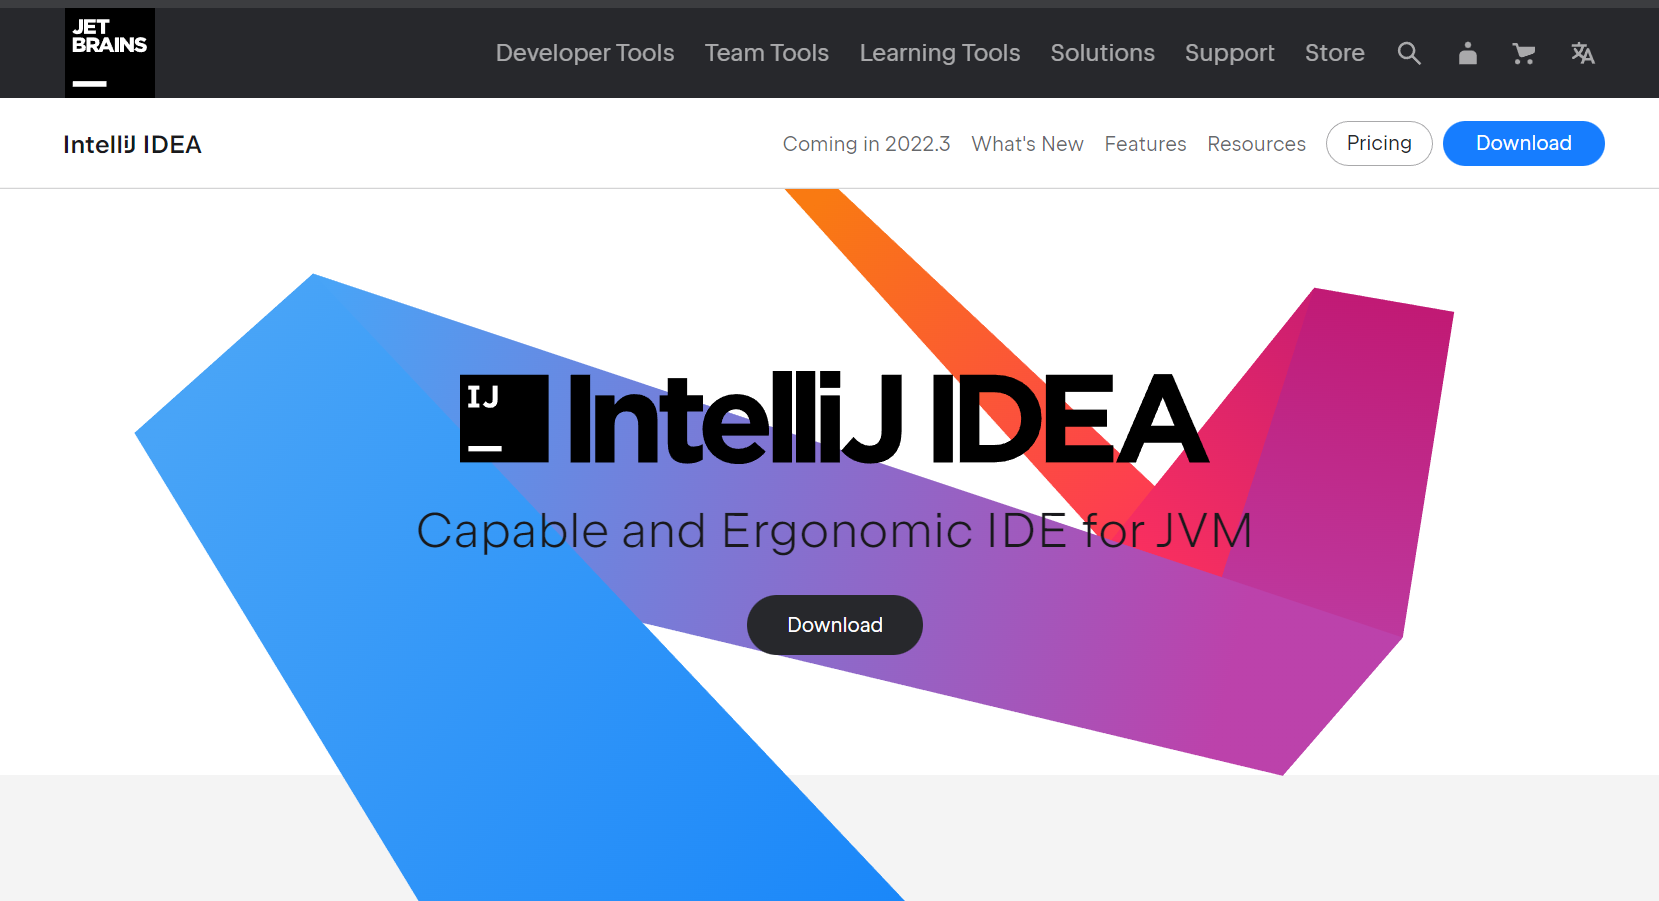 JET
BRAINS
Developer Tools Team Tools Learning Tools Solutions Support Store
IntelliJ IDEA
Coming in 2022.3 What's New Features Resources Pricing Download
IJ
IntelliJ IDEA
Capable and Ergonomic IDE for JVM
Download